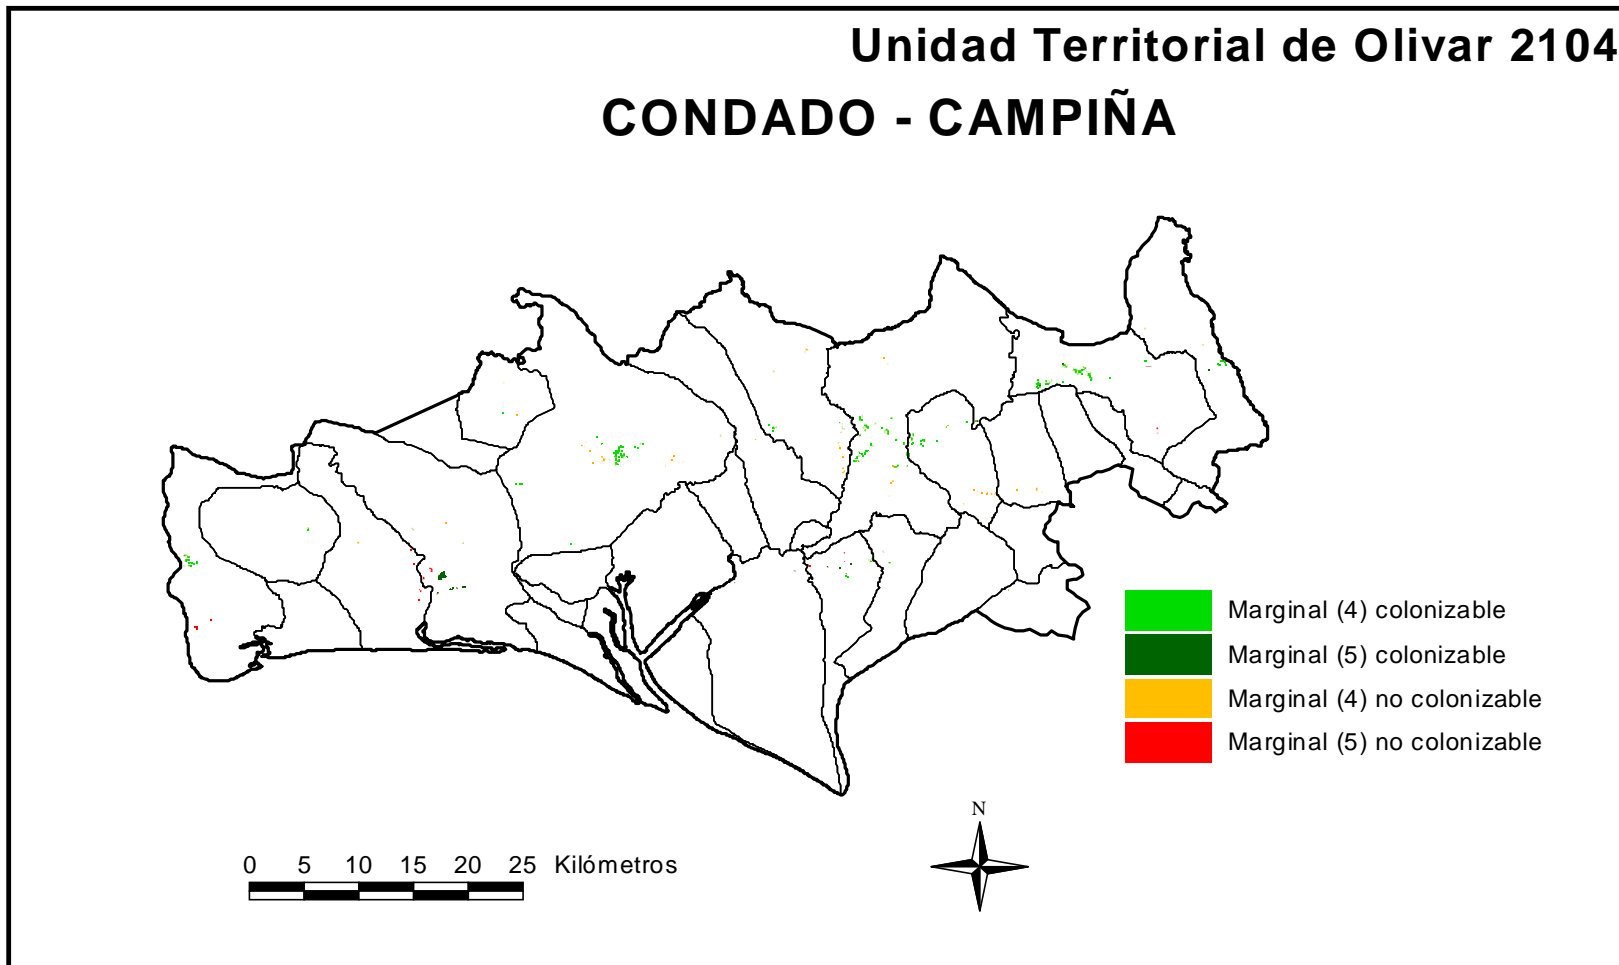 Unidad Territorial de Olivar 2104
CONDADO - CAMPIÑA
Marginal (4) colonizable
Marginal (5) colonizable
Marginal (4) no colonizable
Marginal (5) no colonizable
N
0 5 10 15 20 25 Kilómetros